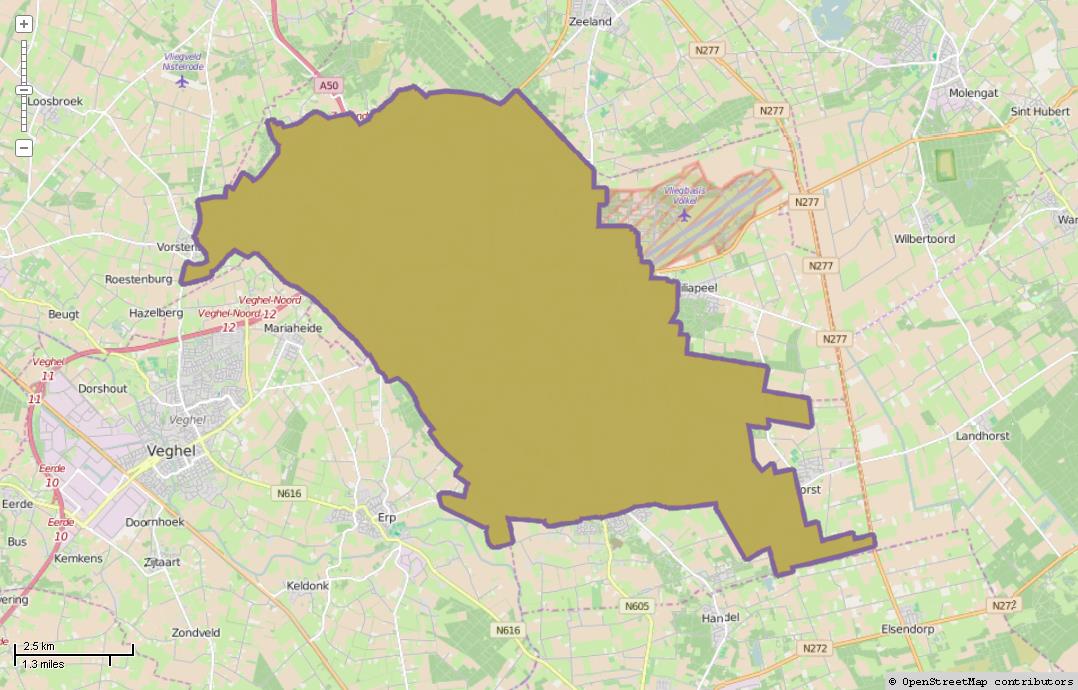 Zeeland
N277
Vliegveld
Nistelrode
A50
Molengat
Loosbroek
N277
Sint Hubert
Vliegbasis
Volkel
N277
Wilbertoord
Vorsten
Roestenburg
N277
iliapeel
Veghel-Noord
Veghel-Noord 12
12
Hazelberg
Beugt
Mariaheide
N277
Veghel
11
11
Dorshout
Veghel
Veghel
Landhorst
Eerde
10
orst
N616
Eerde
Erp
Eerde
10
Doornhoek
Bus
Kemkens
Zijtaart
Keldonk
vering
N605
N272
Handel
N616
Zondveld
Elsendorp
N272
2.5 km
1.3 miles
© OpenStreetMap contributors